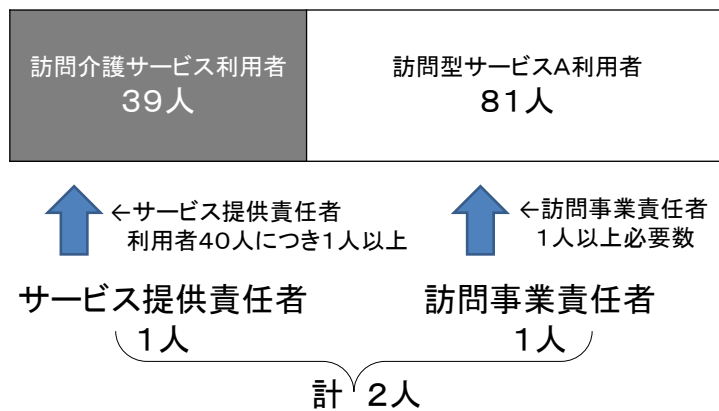 訪問介護サービス利用者
39人
訪問型サービスA利用者
81人
←サービス提供責任者
利用者40人につき1人以上
←訪問事業責任者
1人以上必要数
サービス提供責任者
1人
訪問事業責任者
1人
計 2人